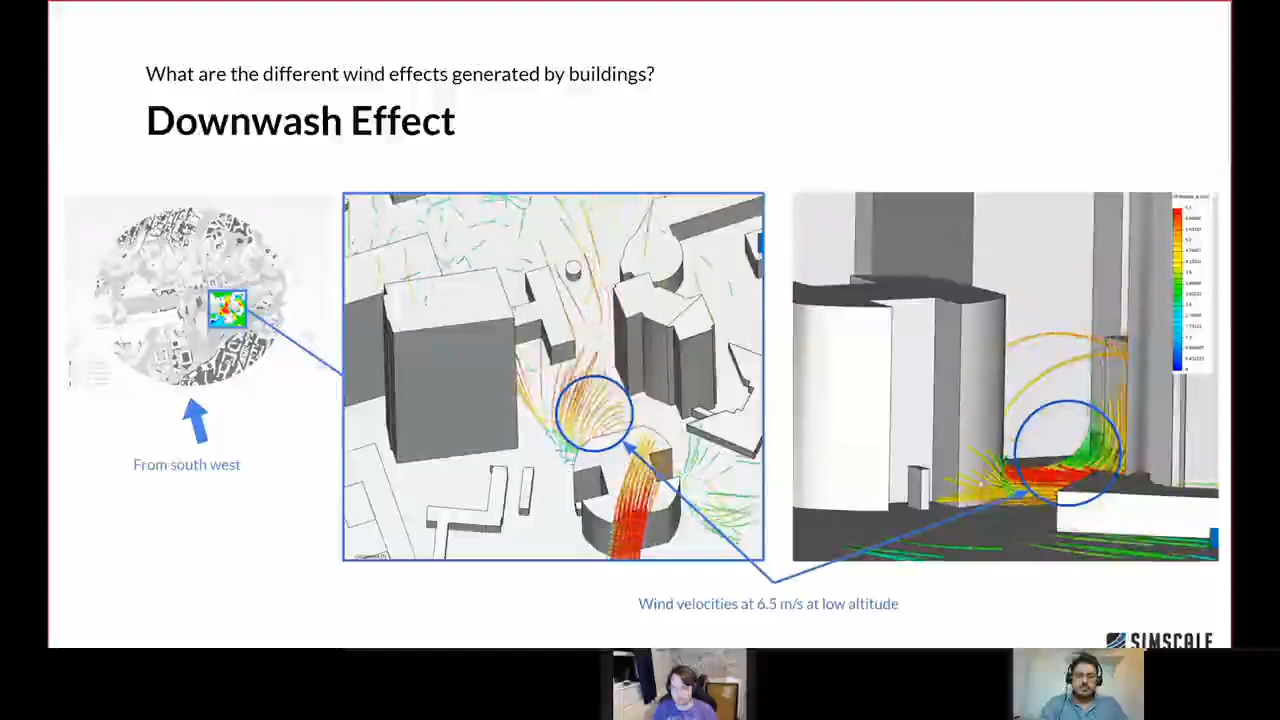 What are the different wind effects generated by buildings?
Downwash Effect
From south west
Wind velocities at 6.5 m/s at low altitude
SIMSCALE